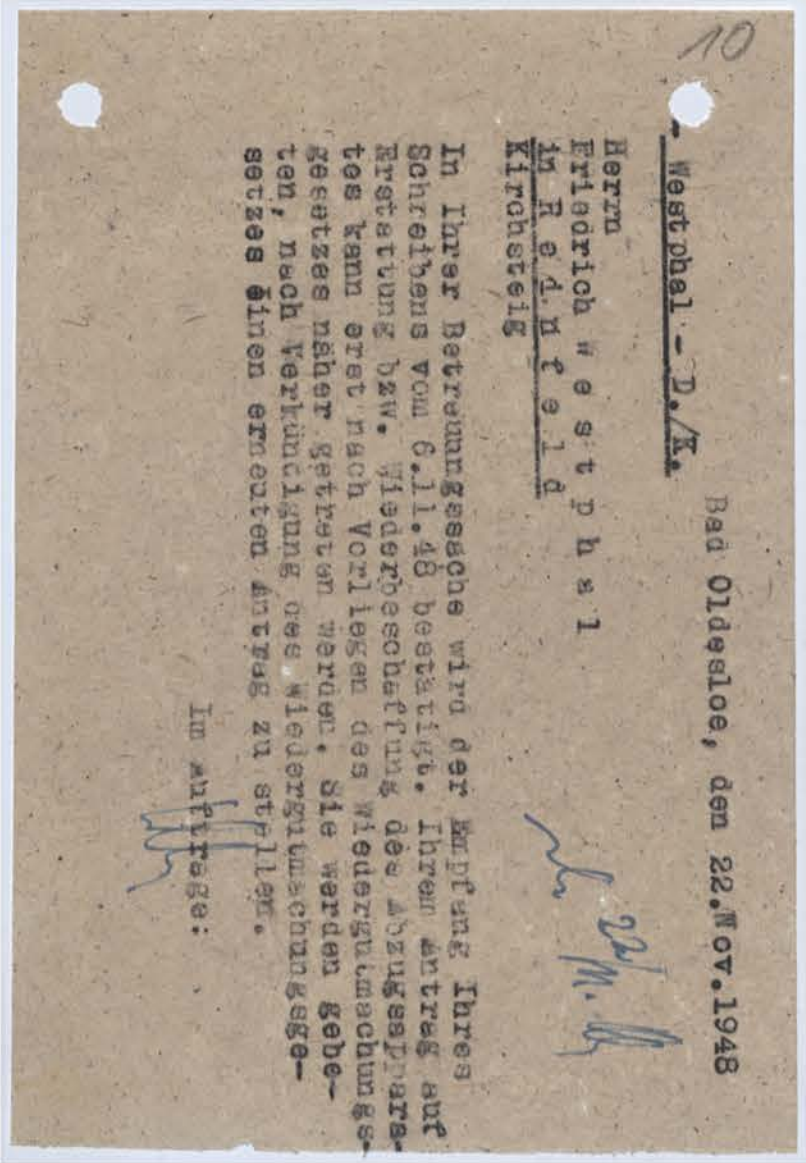 10
Bad Oldesloe, den 22.Nov.1948
- Westphal - D./K.
Herrn
Friedrich W e s t p h a l
in R e i n f e l d
Kirchsteig
22/
In Ihrer Betreuungssache wird der Empfang Ihres
Schreibens vom 6.11.48 bestätigt. Ihrem Antrag auf
Erstattung bzw. Wiederbeschaffung des Abzugsappara-
tes kann erst nach Vorliegen des Wiedergutmachungs-
gesetzes näher getreten werden. Sie werden gebe-
ten, nach Verkündigung des Wiedergutmachungsge-
setzes einen erneuten Antrag zu stellen.
Im Auftrage: